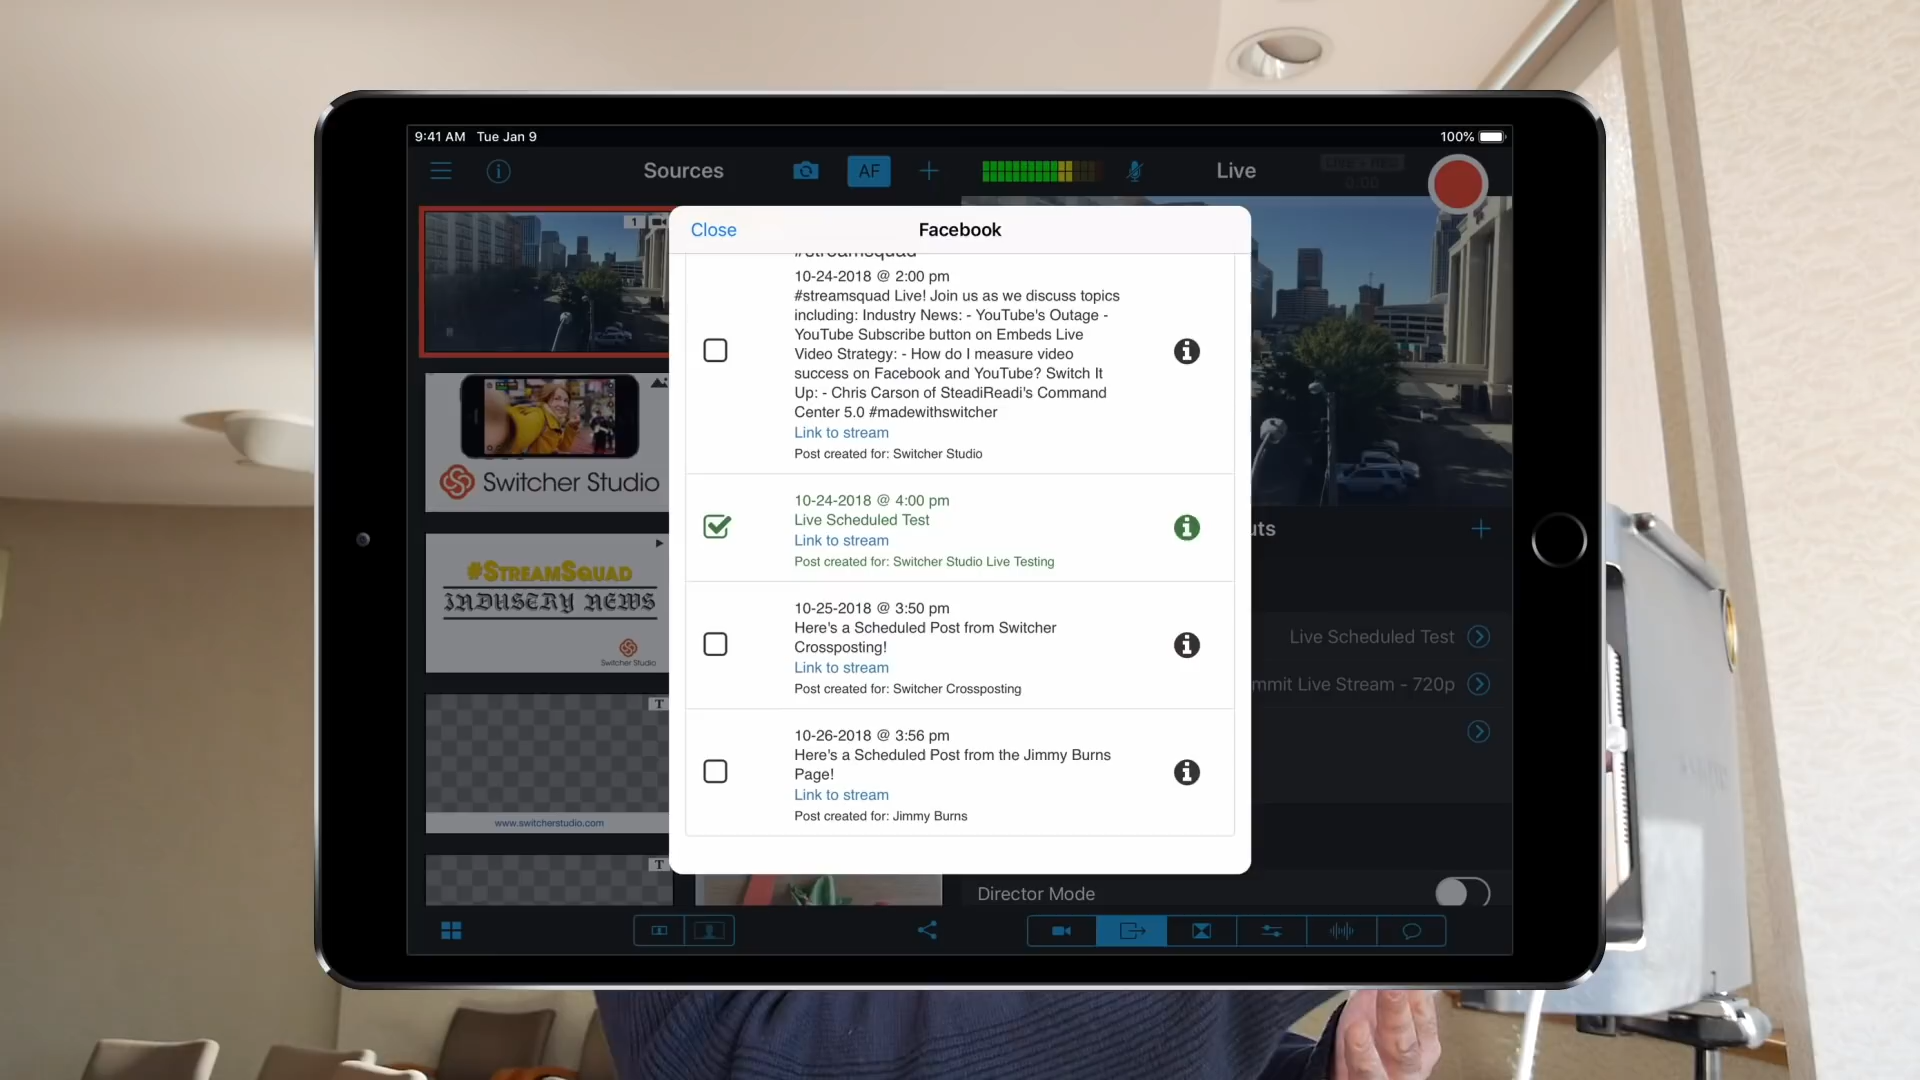 9:41 AM Tue Jan 9
100%
Sources
AF
Live
LIVE + REC
0:00
Close
Facebook
#streamsquad
10-24-2018 @ 2:00 pm
#streamsquad Live! Join us as we discuss topics
including: Industry News: - YouTube's Outage -
YouTube Subscribe button on Embeds Live
Video Strategy: - How do I measure video
success on Facebook and YouTube? Switch It
Up: - Chris Carson of SteadiReadi's Command
Center 5.0 #madewithswitcher
Link to stream
Post created for: Switcher Studio
10-24-2018 @ 4:00 pm
Live Scheduled Test
Link to stream
Post created for: Switcher Studio Live Testing
10-25-2018 @ 3:50 pm
Here's a Scheduled Post from Switcher
Crossposting!
Link to stream
Post created for: Switcher Crossposting
10-26-2018 @ 3:56 pm
Here's a Scheduled Post from the Jimmy Burns
Page!
Link to stream
Post created for: Jimmy Burns
1
Switcher Studio
#STREAMSQUAD
INDUSTRY NEWS
Switcher Studio
T
www.switcherstudio.com
T
uts
Live Scheduled Test
mmit Live Stream - 720p
Director Mode